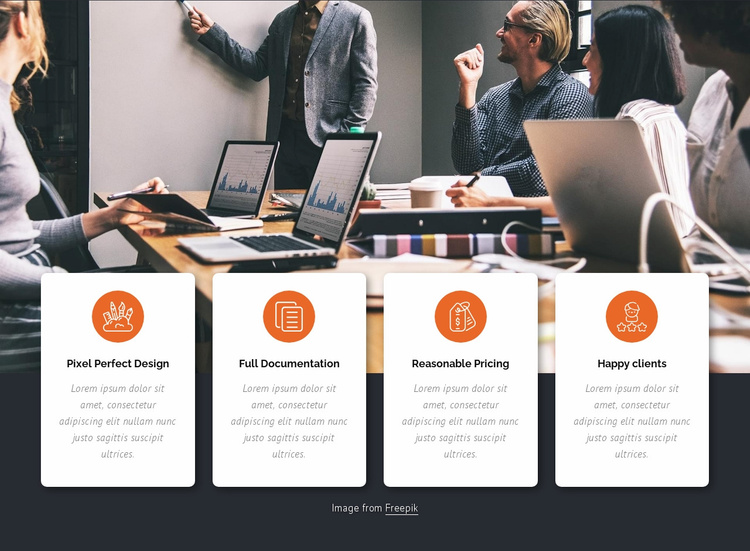 Pixel Perfect Design
Lorem ipsum dolor sit
amet, consectetur
adipiscing elit nullam nunc
justo sagittis suscipit
ultrices.
Full Documentation
Lorem ipsum dolor sit
amet, consectetur
adipiscing elit nullam nunc
justo sagittis suscipit
ultrices.
Reasonable Pricing
Lorem ipsum dolor sit
amet, consectetur
adipiscing elit nullam nunc
justo sagittis suscipit
ultrices.
Happy clients
Lorem ipsum dolor sit
amet, consectetur
adipiscing elit nullam nunc
justo sagittis suscipit
ultrices.
Image from Freepik